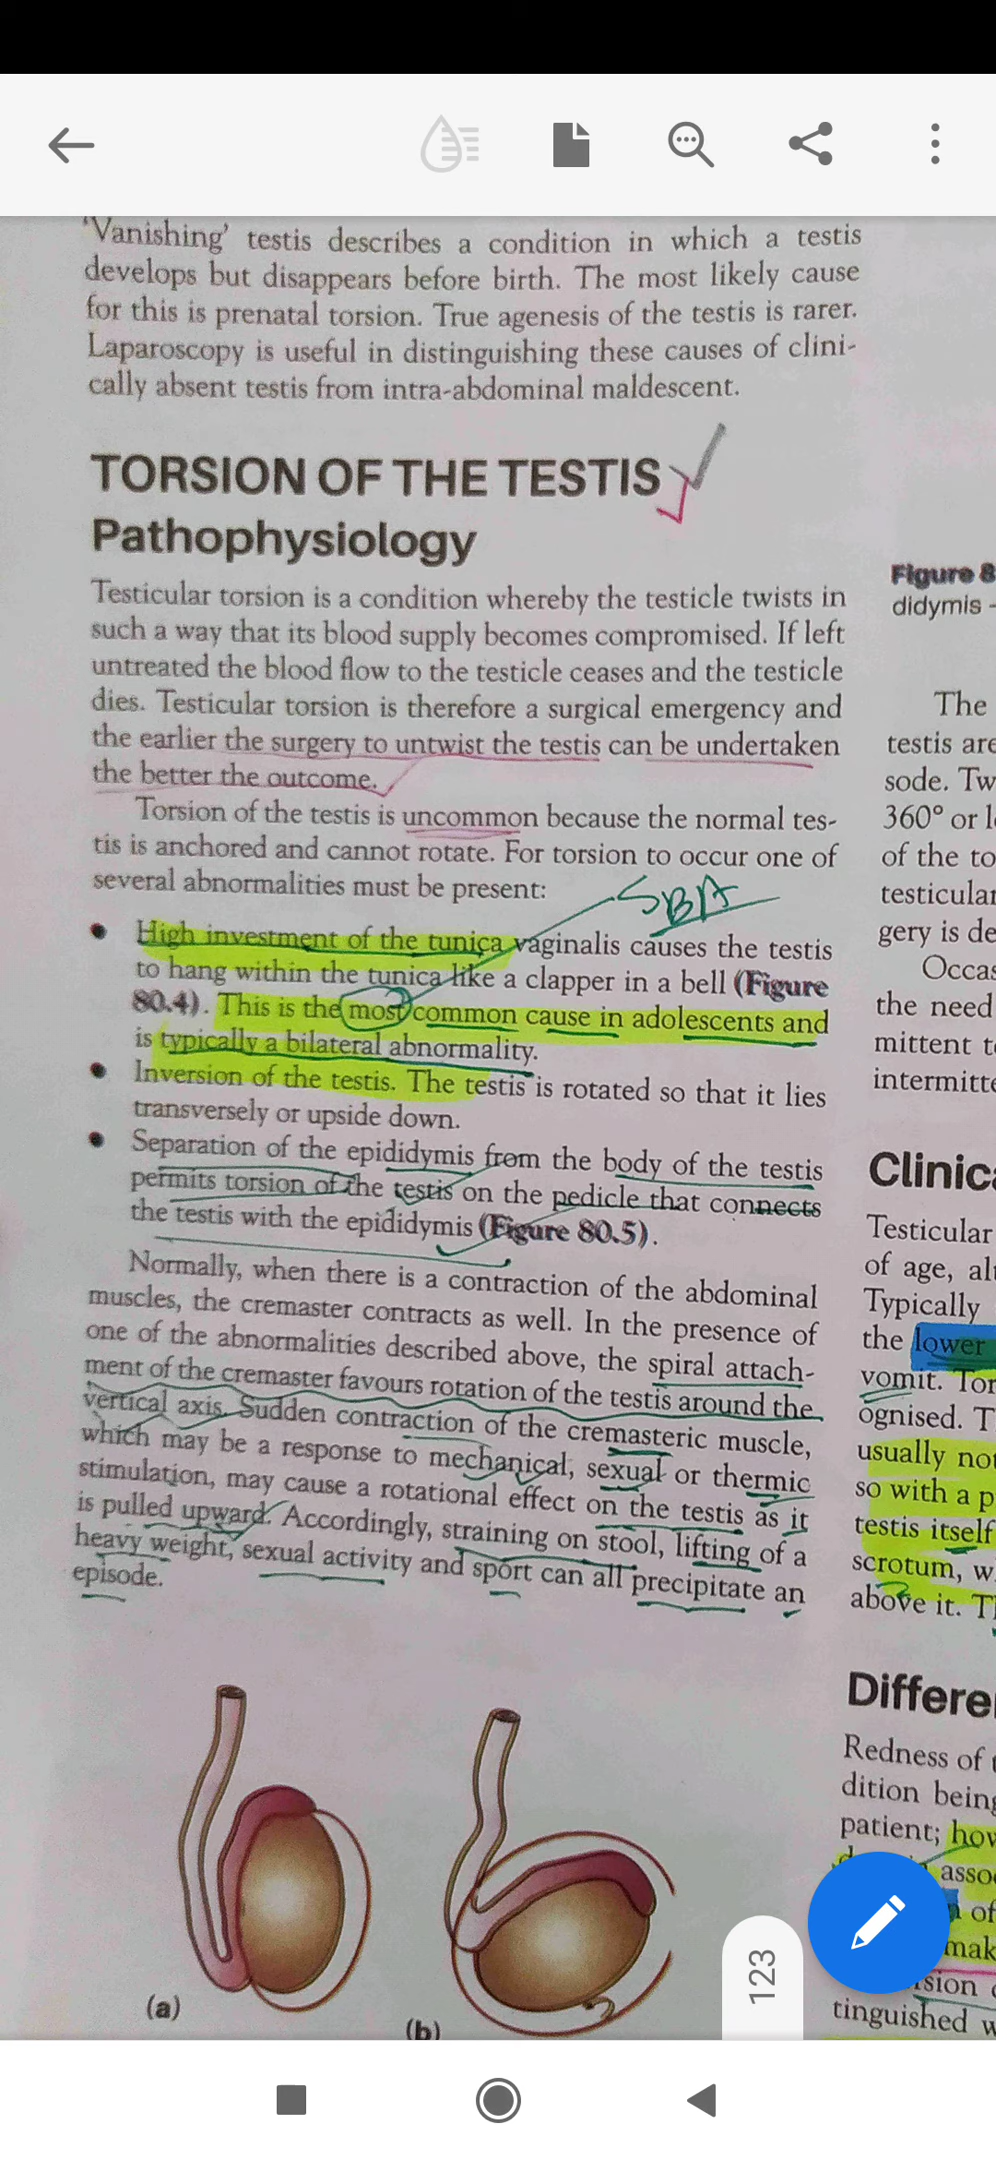 'Vanishing' testis describes a condition in which a testis
develops but disappears before birth. The most likely cause
for this is prenatal torsion. True agenesis of the testis is rarer.
Laparoscopy is useful in distinguishing these causes of clini-
cally absent testis from intra-abdominal maldescent.
TORSION OF THE TESTIS
Pathophysiology
Testicular torsion is a condition whereby the testicle twists in
such a way that its blood supply becomes compromised. If left
untreated the blood flow to the testicle ceases and the testicle
dies. Testicular torsion is therefore a surgical emergency and
the earlier the surgery to untwist the testis can be undertaken
the better the outcome.
Torsion of the testis is uncommon because the normal tes-
tis is anchored and cannot rotate. For torsion to occur one of
several abnormalities must be present:
SBA
• High investment of the tunica vaginalis causes the testis
to hang within the tunica like a clapper in a bell (Figure
80.4). This is the most common cause in adolescents and
is typically a bilateral abnormality.
• Inversion of the testis. The testis is rotated so that it lies
transversely or upside down.
• Separation of the epididymis from the body of the testis
permits torsion of the testis on the pedicle that connects
the testis with the epididymis (Figure 80.5).
Normally, when there is a contraction of the abdominal
muscles, the cremaster contracts as well. In the presence of
one of the abnormalities described above, the spiral attach-
ment of the cremaster favours rotation of the testis around the
vertical axis. Sudden contraction of the cremasteric muscle,
which may be a response to mechanical, sexual or thermic
stimulation, may cause a rotational effect on the testis as it
is pulled upward. Accordingly, straining on stool, lifting of a
heavy weight, sexual activity and sport can all precipitate an
episode.
(a)
(b)
Figure 8
didymis -
The
testis are
sode. Tw
360° or l
of the to
testicular
gery is de
Occas
the need
mittent t
intermitte
Clinic
Testicular
of age, al
Typically
the lower
vomit. Tor
ognised. T
usually no
so with a p
testis itself
scrotum, w
above it. T
Differe
Redness of
dition being
patient; how
asso
of
mak
sion
tinguished w
123